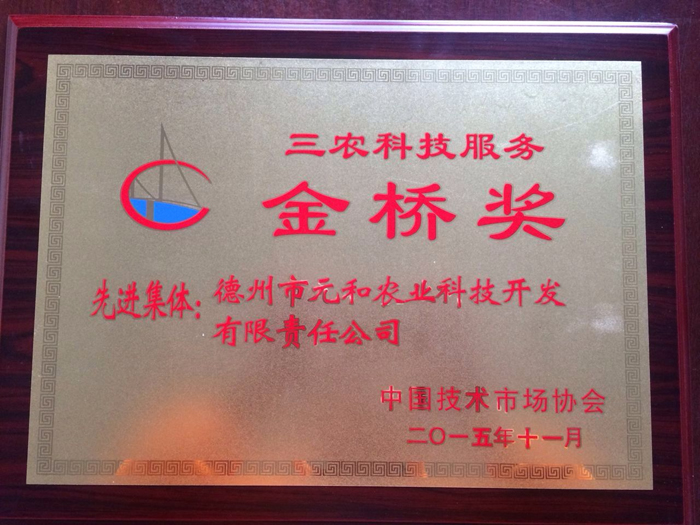 三农科技服务
金桥奖
先进集体：德州市元和农业科技开发
有限责任公司
中国技术市场协会
二〇一五年十一月